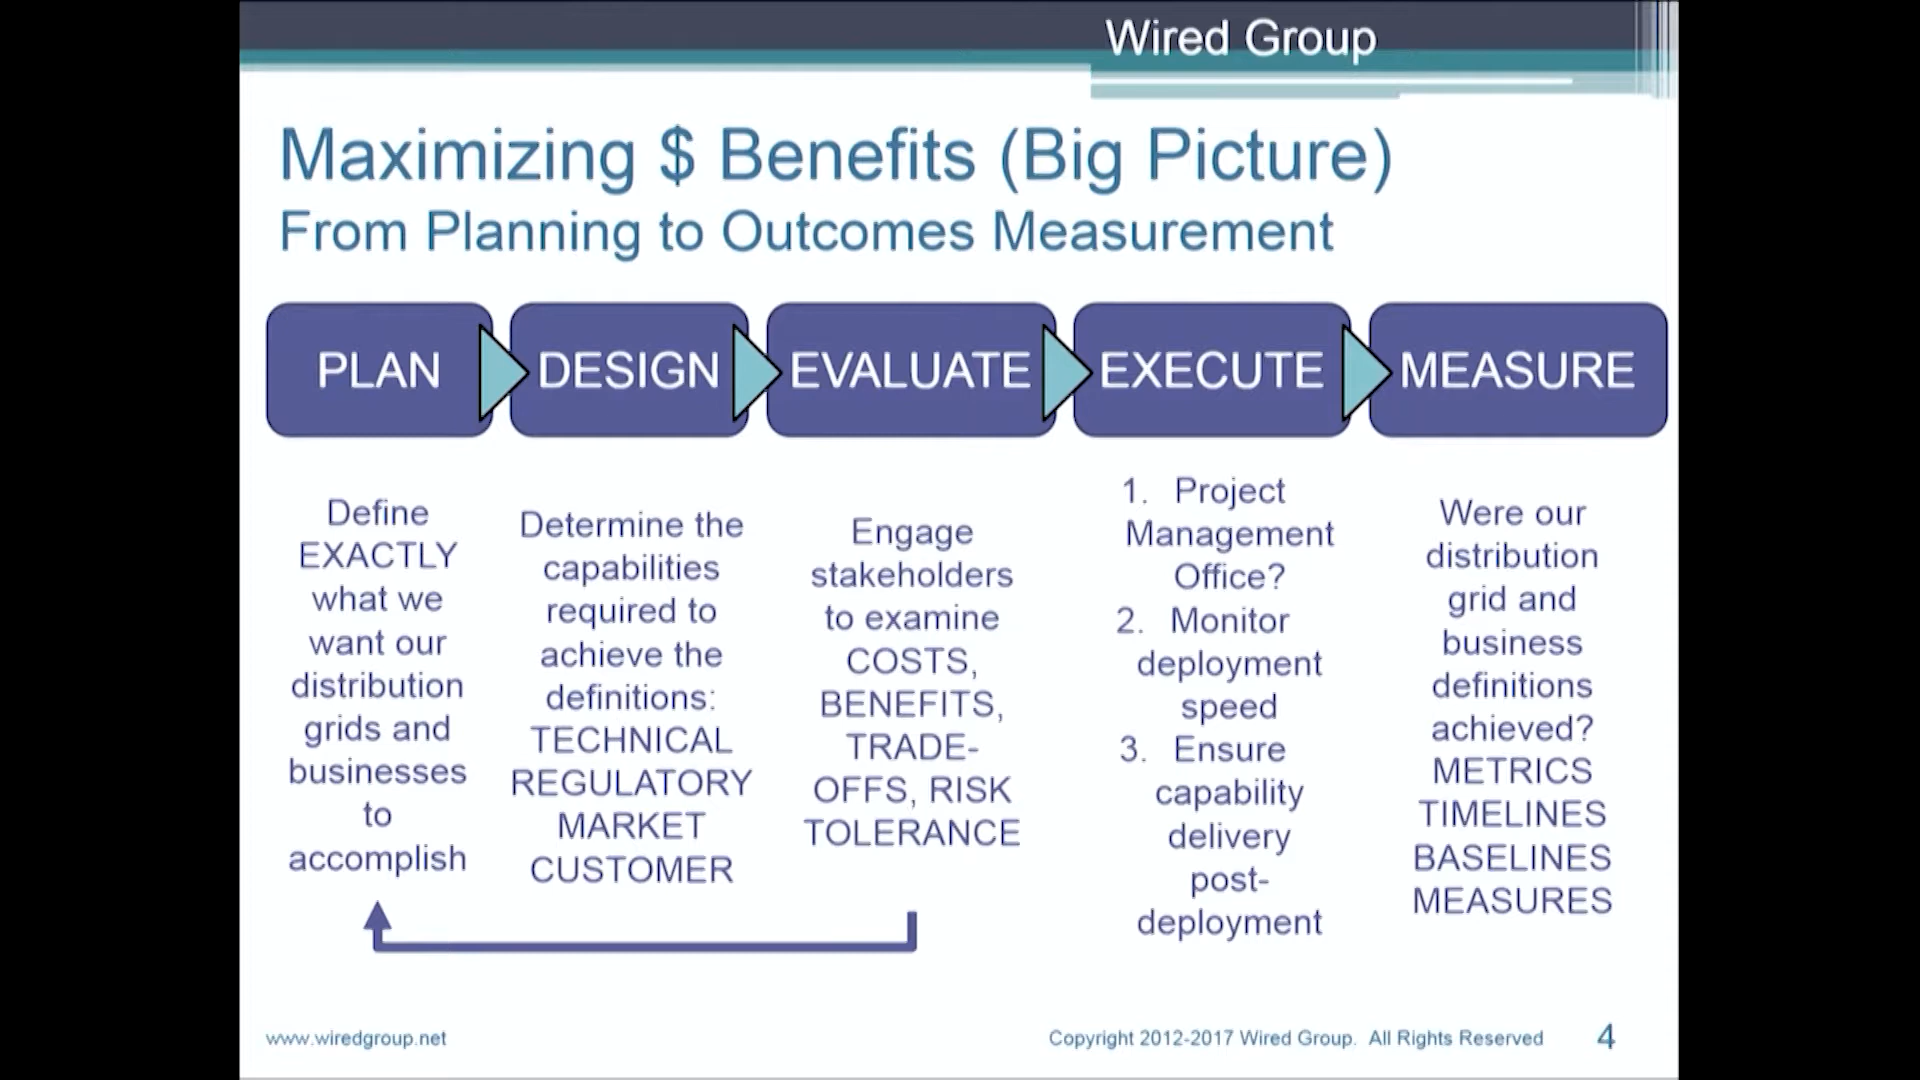 Wired Group
Maximizing $ Benefits (Big Picture)
From Planning to Outcomes Measurement
PLAN
DESIGN
EVALUATE
EXECUTE
MEASURE
Define
EXACTLY
what we
want our
distribution
grids and
businesses
to
accomplish
Determine the
capabilities
required to
achieve the
definitions:
TECHNICAL
REGULATORY
MARKET
CUSTOMER
Engage
stakeholders
to examine
COSTS,
BENEFITS,
TRADE-
OFFS, RISK
TOLERANCE
1. Project
Management
Office?
2. Monitor
deployment
speed
3. Ensure
capability
delivery
post-
deployment
Were our
distribution
grid and
business
definitions
achieved?
METRICS
TIMELINES
BASELINES
MEASURES
www.wiredgroup.net
Copyright 2012-2017 Wired Group. All Rights Reserved
4